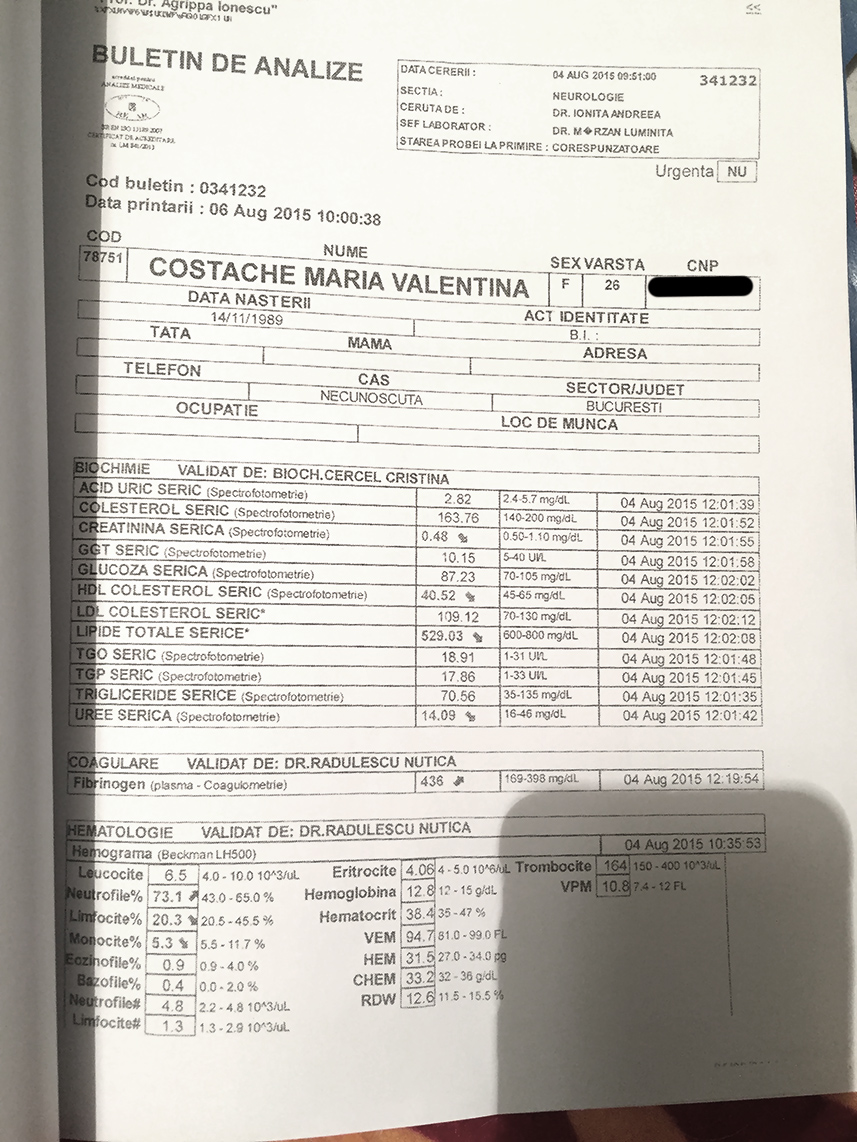 Prof. Dr. Agrippa Ionescu"
<<
BULETIN DE ANALIZE
acreditat pentru
ANALIZE MEDICALE
DATA CERERII : 04 AUG 2015 09:51:00 341232
SECTIA : NEUROLOGIE
CERUTA DE : DR. IONITA ANDREEA
SEF LABORATOR : DR. M�RZAN LUMINITA
STAREA PROBEI LA PRIMIRE : CORESPUNZATOARE
Urgenta NU
Cod buletin : 0341232
Data printarii : 06 Aug 2015 10:00:38
COD NUME SEX VARSTA CNP
78751 COSTACHE MARIA VALENTINA F 26
DATA NASTERII ACT IDENTITATE
14/11/1989 B.I. :
TATA MAMA ADRESA
TELEFON CAS SECTOR/JUDET
NECUNOSCUTA BUCURESTI
OCUPATIE LOC DE MUNCA
BIOCHIMIE VALIDAT DE: BIOCH.CERCEL CRISTINA
ACID URIC SERIC (Spectrofotometrie) 2.82 2.4-5.7 mg/dL 04 Aug 2015 12:01:39
COLESTEROL SERIC (Spectrofotometrie) 163.76 140-200 mg/dL 04 Aug 2015 12:01:52
CREATININA SERICA (Spectrofotometrie) 0.48 0.50-1.10 mg/dL 04 Aug 2015 12:01:55
GGT SERIC (Spectrofotometrie) 10.15 5-40 UI/L 04 Aug 2015 12:01:58
GLUCOZA SERICA (Spectrofotometrie) 87.23 70-105 mg/dL 04 Aug 2015 12:02:02
HDL COLESTEROL SERIC (Spectrofotometrie) 40.52 45-65 mg/dL 04 Aug 2015 12:02:05
LDL COLESTEROL SERIC* 109.12 70-130 mg/dL 04 Aug 2015 12:02:12
LIPIDE TOTALE SERICE* 529.03 600-800 mg/dL 04 Aug 2015 12:02:08
TGO SERIC (Spectrofotometrie) 18.91 1-31 UI/L 04 Aug 2015 12:01:48
TGP SERIC (Spectrofotometrie) 17.86 1-33 UI/L 04 Aug 2015 12:01:45
TRIGLICERIDE SERICE (Spectrofotometrie) 70.56 35-135 mg/dL 04 Aug 2015 12:01:35
UREE SERICA (Spectrofotometrie) 14.09 16-46 mg/dL 04 Aug 2015 12:01:42
COAGULARE VALIDAT DE: DR.RADULESCU NUTICA
Fibrinogen (plasma - Coagulometrie) 436 169-398 mg/dL 04 Aug 2015 12:19:54
HEMATOLOGIE VALIDAT DE: DR.RADULESCU NUTICA
Hemograma (Beckman LH500) 04 Aug 2015 10:35:53
Leucocite 6.5 4.0 - 10.0 10^3/uL Eritrocite 4.06 4 - 5.0 10^6/uL Trombocite 164 150 - 400 10^3/uL
Neutrofile% 73.1 43.0 - 65.0 % Hemoglobina 12.8 12 - 15 g/dL VPM 10.8 7.4 - 12 FL
Limfocite% 20.3 20.5 - 45.5 % Hematocrit 38.4 35 - 47 %
Monocite% 5.3 5.5 - 11.7 % VEM 94.7 81.0 - 99.0 FL
Eozinofile% 0.9 0.9 - 4.0 % HEM 31.5 27.0 - 34.0 pg
Bazofile% 0.4 0.0 - 2.0 % CHEM 33.2 32 - 36 g/dL
Neutrofile# 4.8 2.2 - 4.8 10^3/uL RDW 12.6 11.5 - 15.5 %
Limfocite# 1.3 1.3 - 2.9 10^3/uL